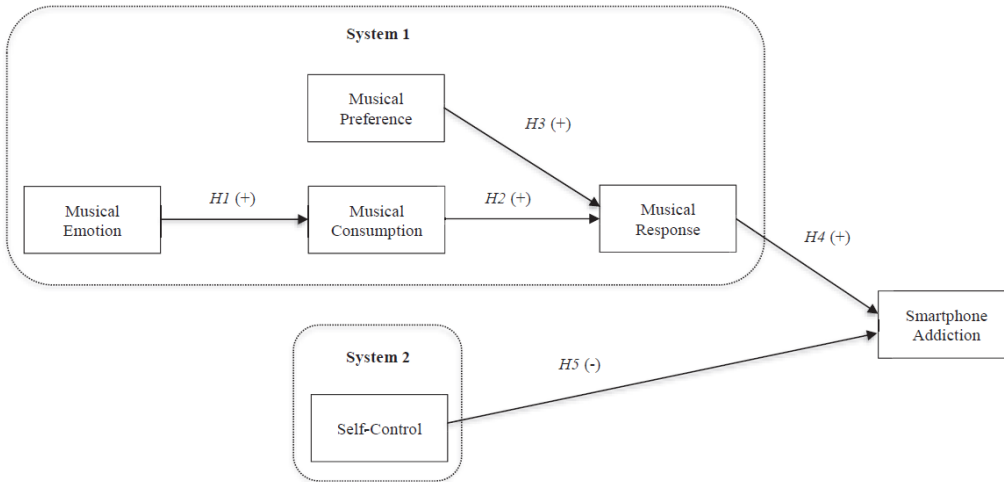 System 1
Musical
Preference
H3 (+)
Musical
Emotion
H1 (+)
Musical
Consumption
H2 (+)
Musical
Response
H4 (+)
Smartphone
Addiction
System 2
H5 (-)
Self-Control